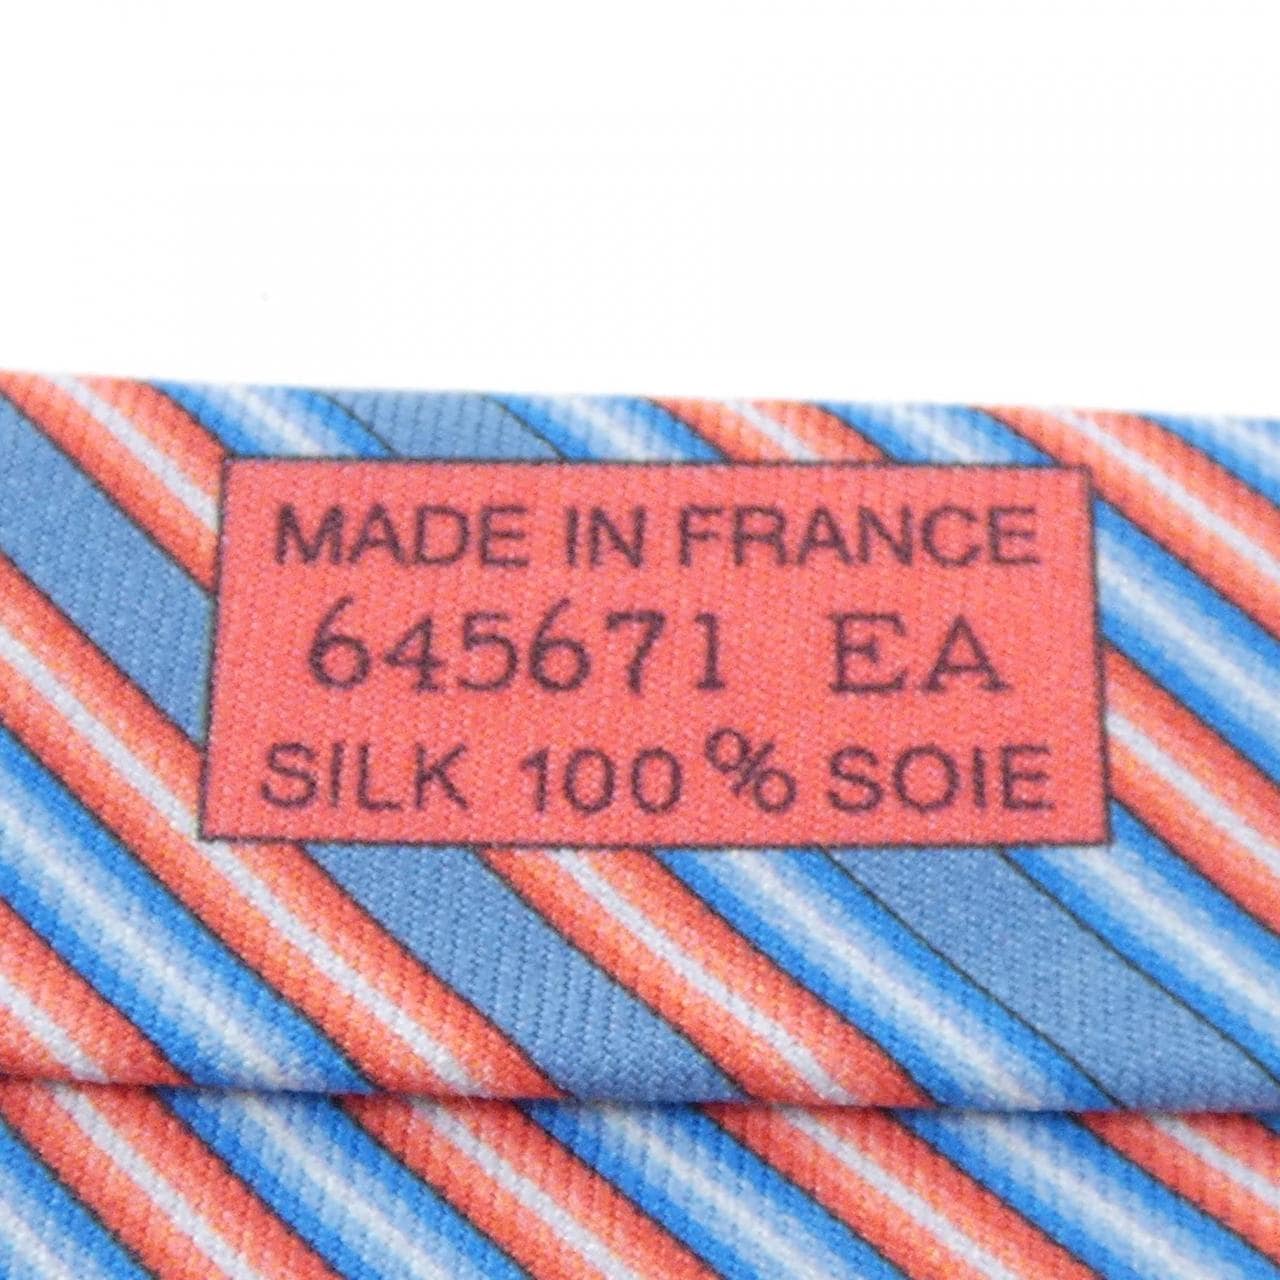 MADE IN FRANCE
645671 EA
SILK 100 % SOIE